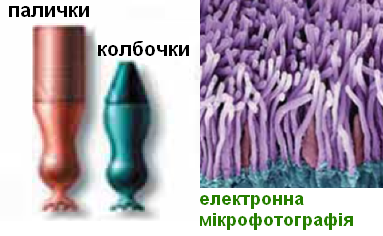 палички
колбочки
електронна
мікрофотографія